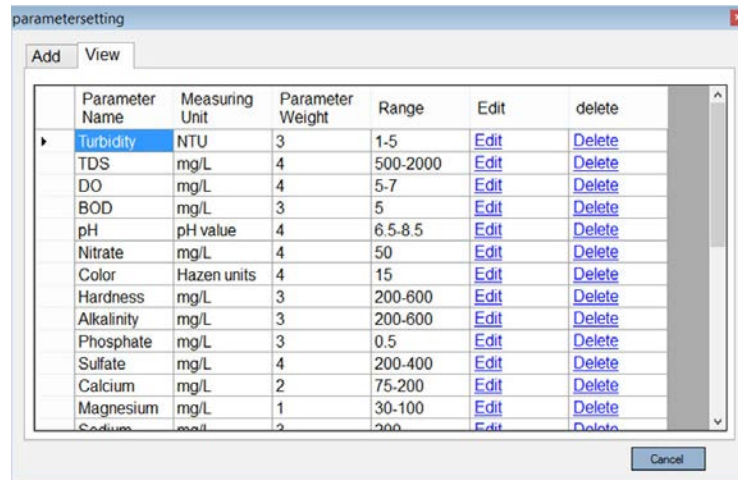 parametersetting
Add View
Parameter Name Measuring Unit Parameter Weight Range Edit delete
Turbidity NTU 3 1-5 Edit Delete
TDS mg/L 4 500-2000 Edit Delete
DO mg/L 4 5-7 Edit Delete
BOD mg/L 3 5 Edit Delete
pH pH value 4 6.5-8.5 Edit Delete
Nitrate mg/L 4 50 Edit Delete
Color Hazen units 4 15 Edit Delete
Hardness mg/L 3 200-600 Edit Delete
Alkalinity mg/L 3 200-600 Edit Delete
Phosphate mg/L 3 0.5 Edit Delete
Sulfate mg/L 4 200-400 Edit Delete
Calcium mg/L 2 75-200 Edit Delete
Magnesium mg/L 1 30-100 Edit Delete
Sodium mg/L 200 Edit Delete
Cancel